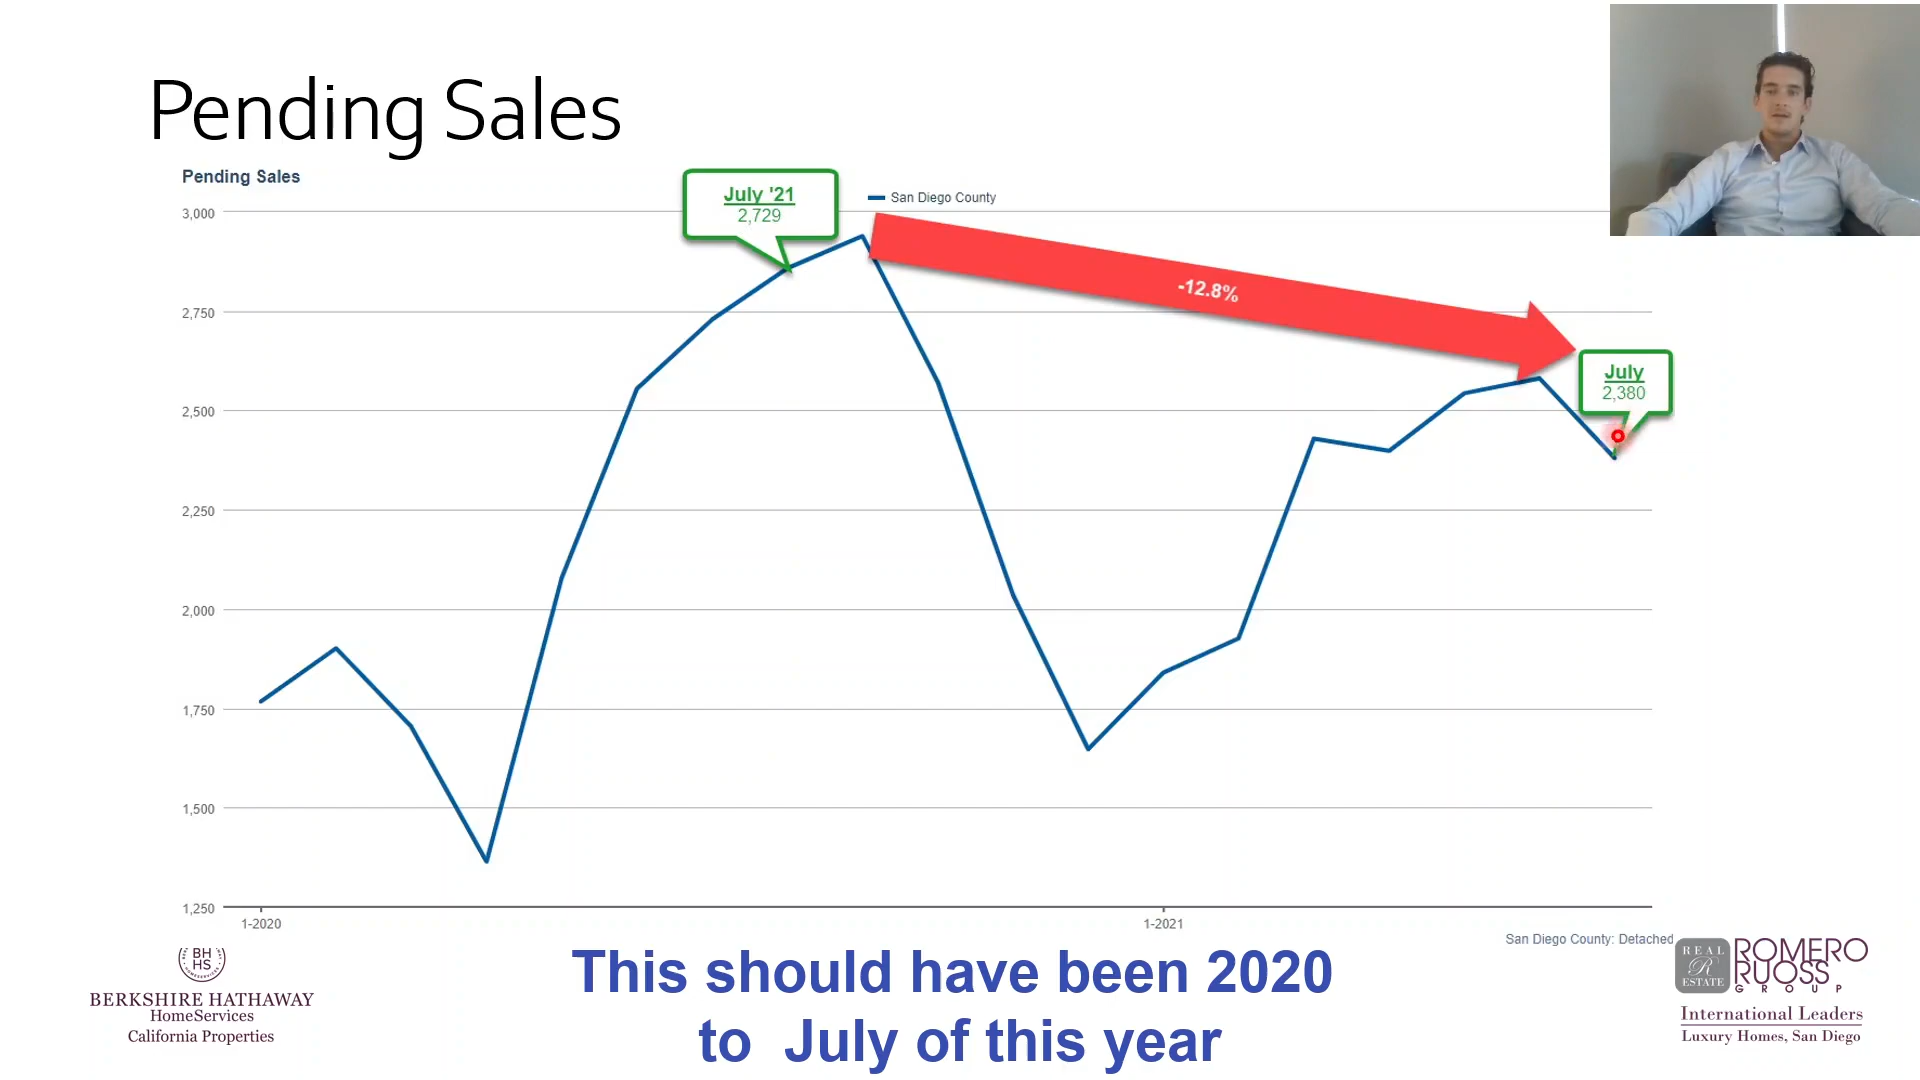 Pending Sales
Pending Sales
July '21
2,729
San Diego County
3,000
-12.8%
2,750
July
2,380
2,500
2,250
2,000
1,750
1,500
1,250
1-2020
1-2021
San Diego County: Detached
This should have been 2020
to July of this year
BH
HS
BERKSHIRE HATHAWAY
HomeServices
California Properties
REAL
R
ESTATE
ROMERO
RUOSS
GROUP
International Leaders
Luxury Homes, San Diego